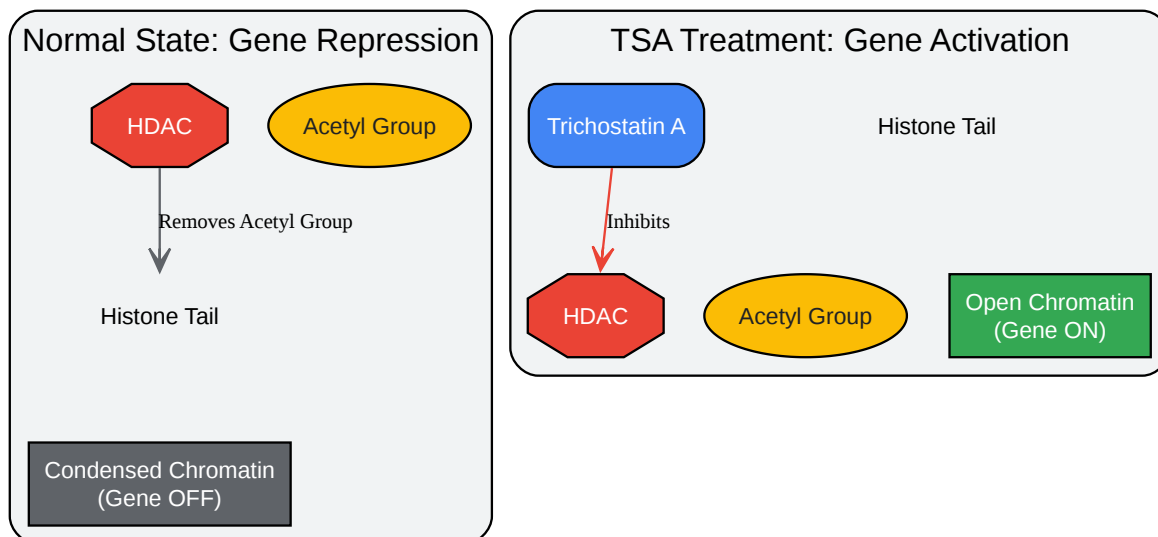 Normal State: Gene Repression
HDAC
Acetyl Group
Removes Acetyl Group
Histone Tail
Condensed Chromatin
(Gene OFF)
TSA Treatment: Gene Activation
Trichostatin A
Histone Tail
Inhibits
HDAC
Acetyl Group
Open Chromatin
(Gene ON)